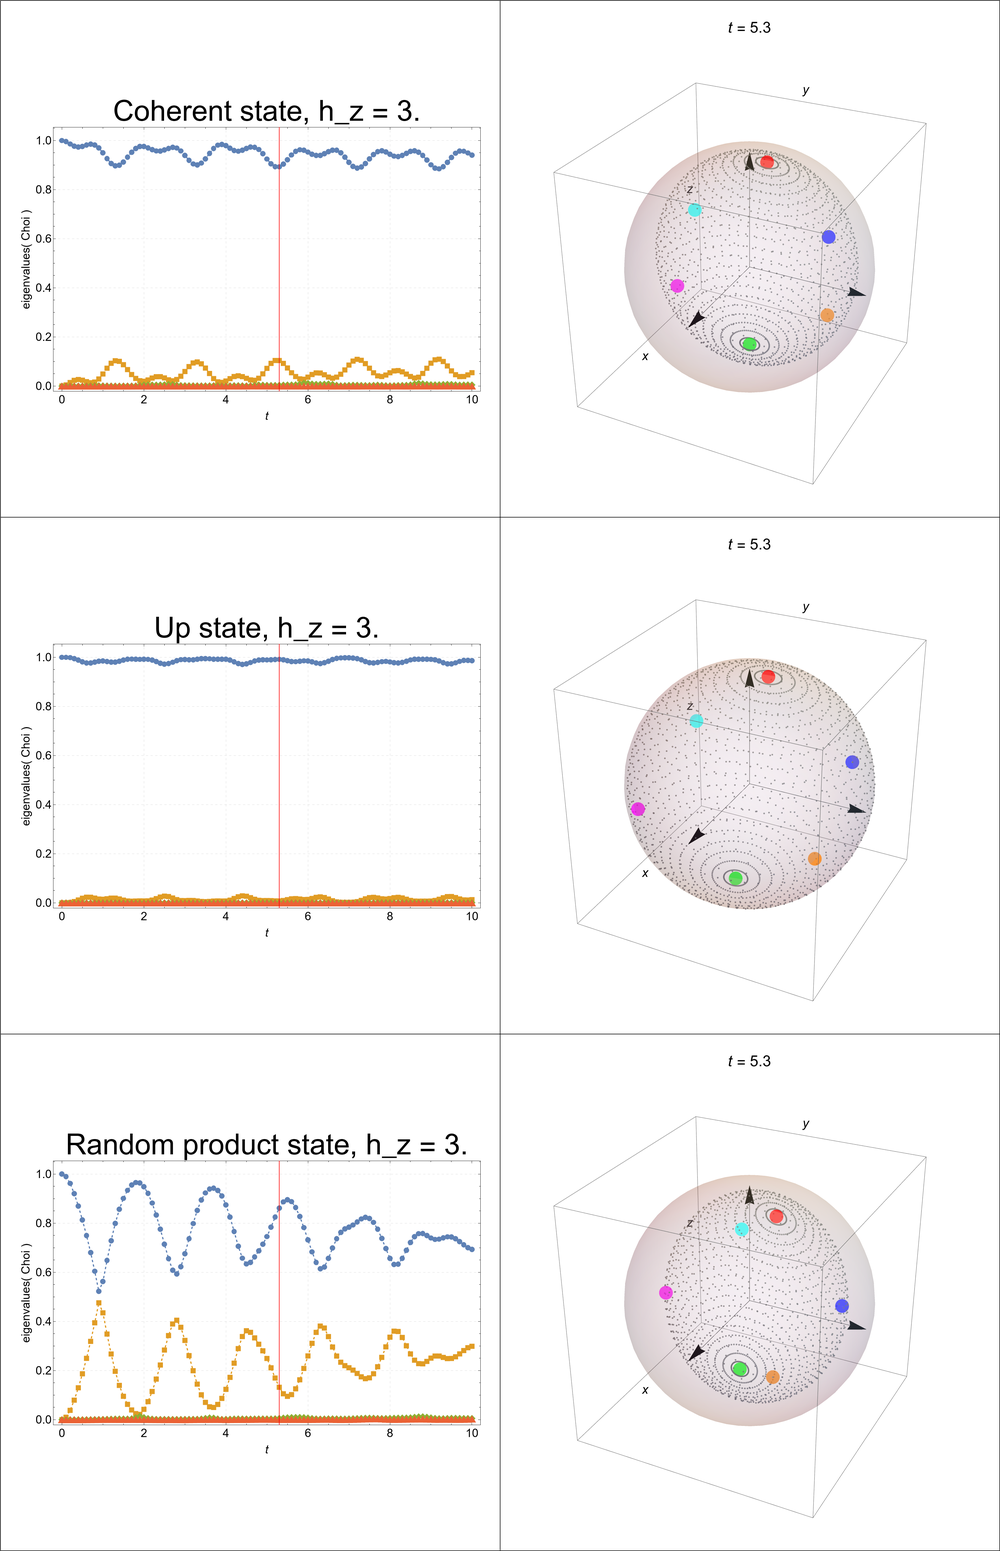 t = 5.3
Coherent state, h_z = 3.
eigenvalues( Choi )
1.0
0.8
0.6
0.4
0.2
0.0
0 2 4 6 8 10
t
y
z
x
t = 5.3
Up state, h_z = 3.
eigenvalues( Choi )
1.0
0.8
0.6
0.4
0.2
0.0
0 2 4 6 8 10
t
y
z
x
t = 5.3
Random product state, h_z = 3.
eigenvalues( Choi )
1.0
0.8
0.6
0.4
0.2
0.0
0 2 4 6 8 10
t
y
z
x